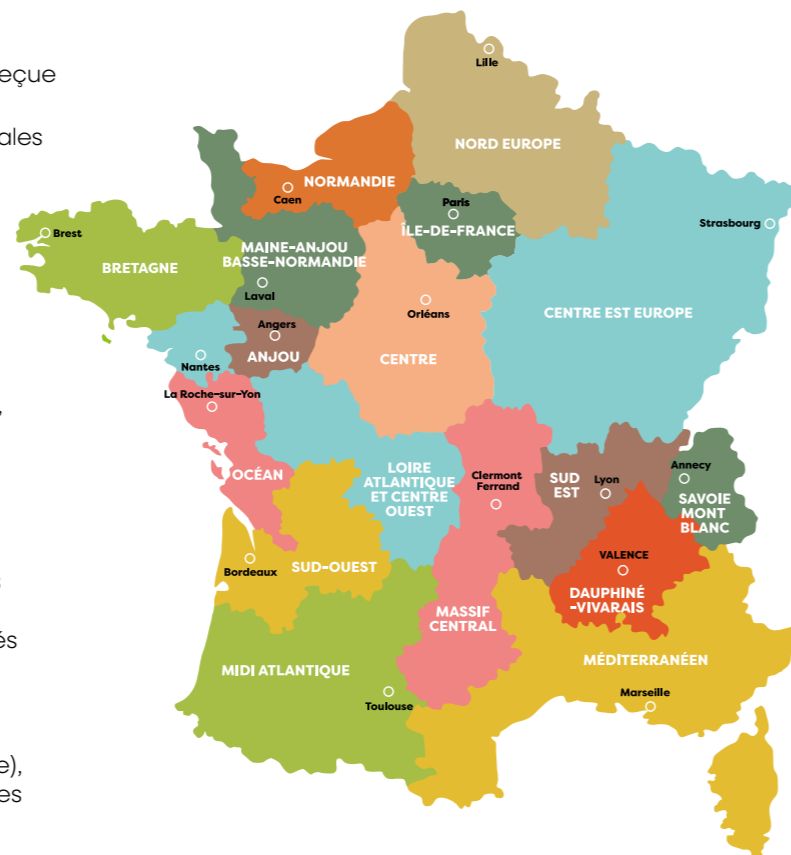 eçue
ales
,
és
e),
es
Lille
NORD EUROPE
NORMANDIE
Caen
Paris
ÎLE-DE-FRANCE
Strasbourg
Brest
BRETAGNE
MAINE-ANJOU
BASSE-NORMANDIE
Laval
Orléans
CENTRE EST EUROPE
Angers
ANJOU
CENTRE
Nantes
La Roche-sur-Yon
OCÉAN
LOIRE
ATLANTIQUE
ET CENTRE
OUEST
Clermont
Ferrand
SUD
EST
Lyon
Annecy
SAVOIE
MONT
BLANC
Bordeaux
SUD-OUEST
VALENCE
DAUPHINÉ
-VIVARAIS
MASSIF
CENTRAL
MIDI ATLANTIQUE
Toulouse
MÉDITERRANÉEN
Marseille